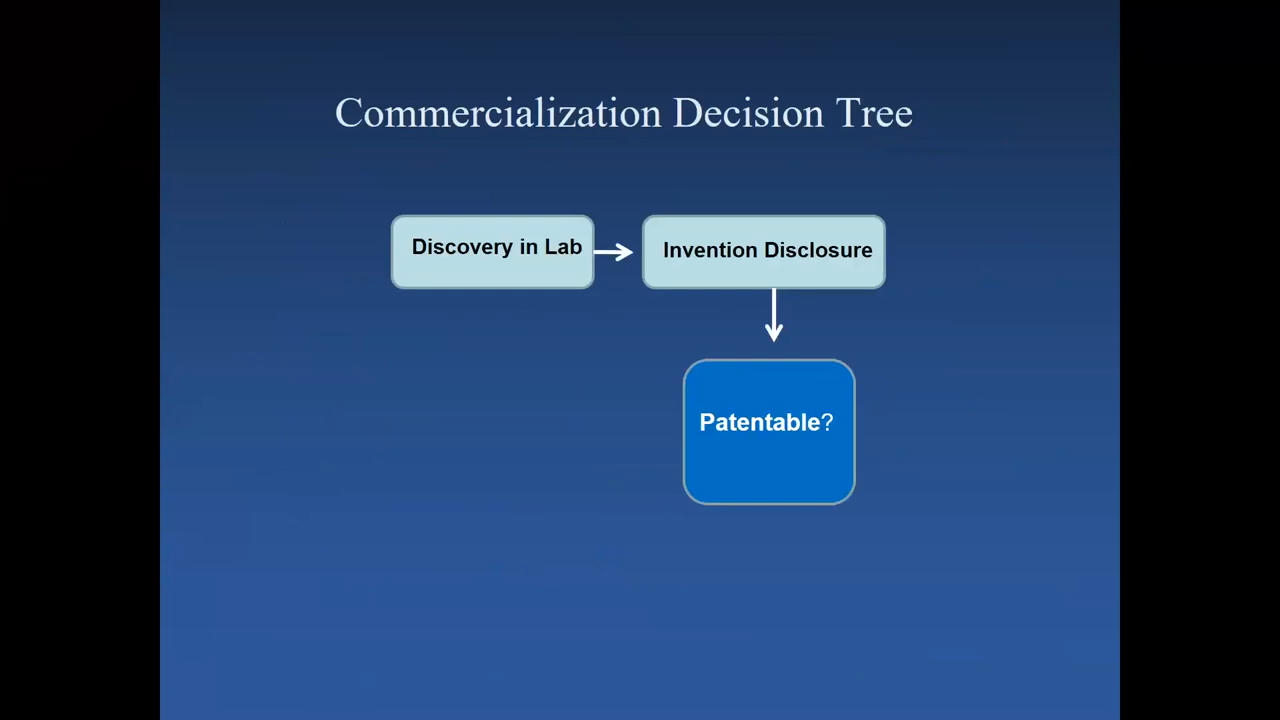 Commercialization Decision Tree
Discovery in Lab
Invention Disclosure
Patentable?